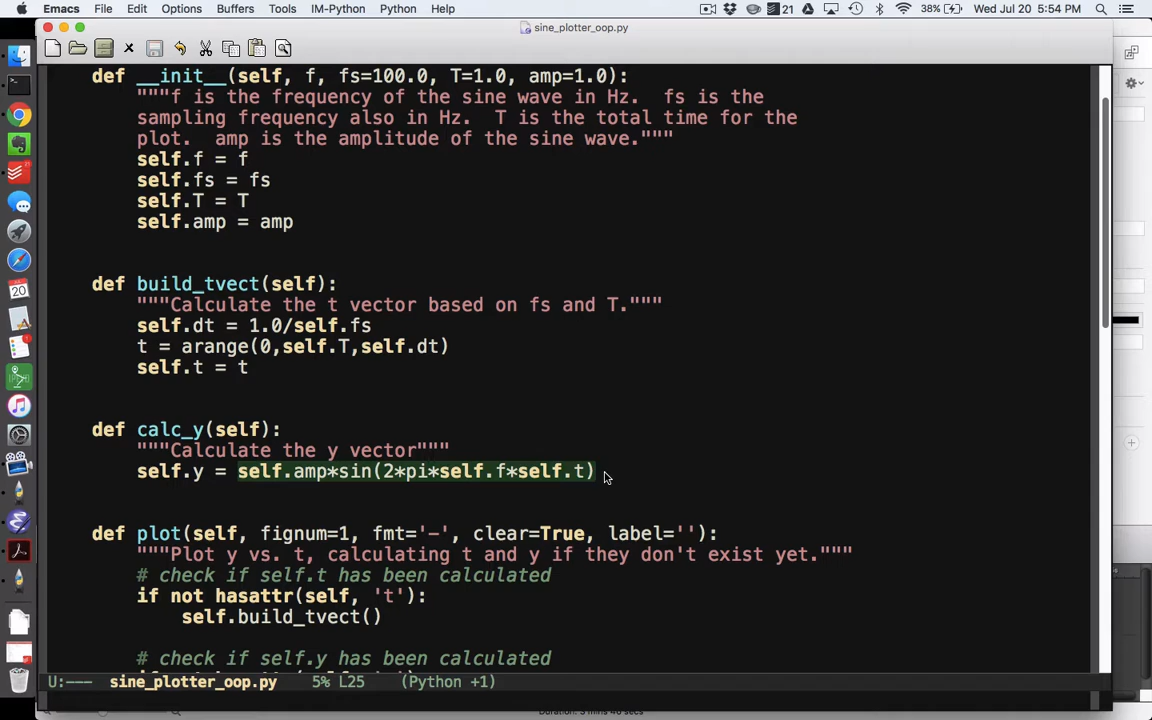 Emacs File Edit Options Buffers Tools IM-Python Python Help 21 38% Wed Jul 20 5:54 PM
sine_plotter_oop.py
def __init__(self, f, fs=100.0, T=1.0, amp=1.0):
"""f is the frequency of the sine wave in Hz.  fs is the
sampling frequency also in Hz.  T is the total time for the
plot.  amp is the amplitude of the sine wave."""
self.f = f
self.fs = fs
self.T = T
self.amp = amp
def build_tvect(self):
"""Calculate the t vector based on fs and T."""
self.dt = 1.0/self.fs
t = arange(0,self.T,self.dt)
self.t = t
def calc_y(self):
"""Calculate the y vector"""
self.y = self.amp*sin(2*pi*self.f*self.t)
def plot(self, fignum=1, fmt='-', clear=True, label=''):
"""Plot y vs. t, calculating t and y if they don't exist yet."""
# check if self.t has been calculated
if not hasattr(self, 't'):
self.build_tvect()
# check if self.y has been calculated
U:--- sine_plotter_oop.py 5% L25 (Python +1)